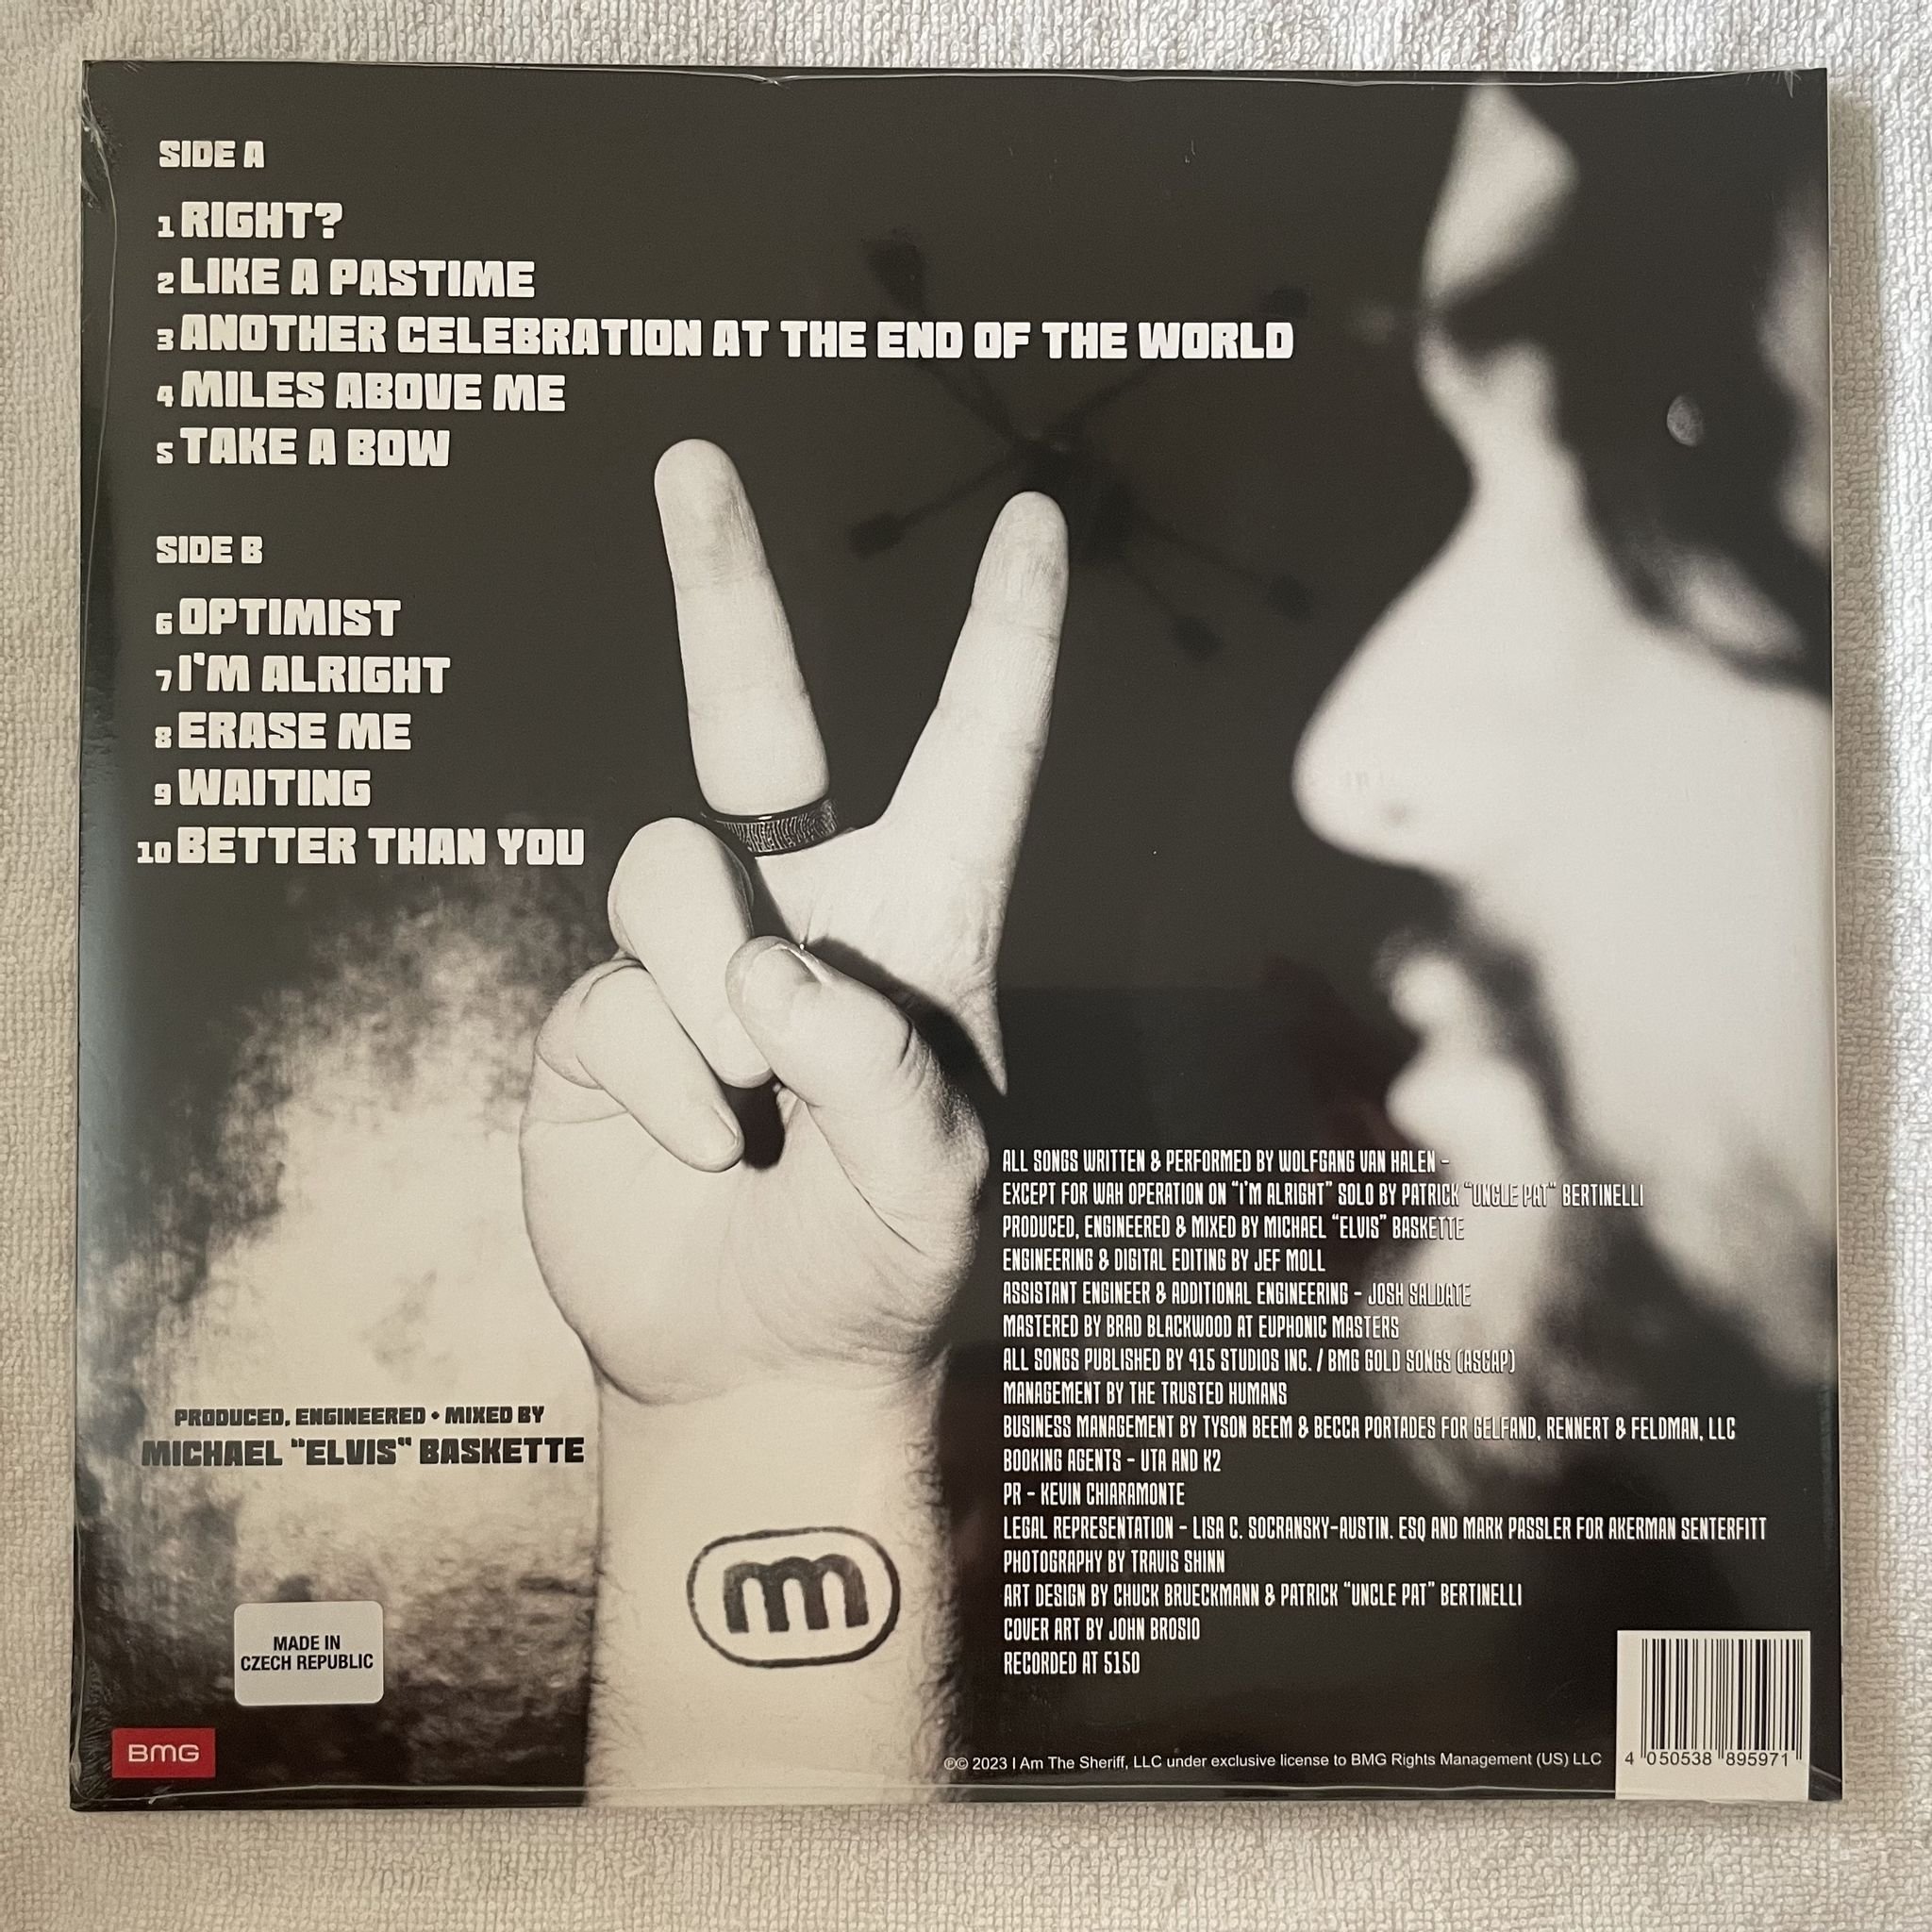 SIDE A
1 RIGHT?
2 LIKE A PASTIME
3 ANOTHER CELEBRATION AT THE END OF THE WORLD
4 MILES ABOVE ME
5 TAKE A BOW
SIDE B
6 OPTIMIST
7 I'M ALRIGHT
8 ERASE ME
9 WAITING
10 BETTER THAN YOU
PRODUCED, ENGINEERED + MIXED BY
MICHAEL "ELVIS" BASKETTE
m
MADE IN
CZECH REPUBLIC
BMG
ALL SONGS WRITTEN & PERFORMED BY WOLFGANG VAN HALEN -
EXCEPT FOR WAH OPERATION ON "I'M ALRIGHT" SOLO BY PATRICK "UNCLE PAT" BERTINELLI
PRODUCED, ENGINEERED & MIXED BY MICHAEL "ELVIS" BASKETTE
ENGINEERING & DIGITAL EDITING BY JEF MOLL
ASSISTANT ENGINEER & ADDITIONAL ENGINEERING - JOSH SALDATE
MASTERED BY BRAD BLACKWOOD AT EUPHONIC MASTERS
ALL SONGS PUBLISHED BY 415 STUDIOS INC. / BMG GOLD SONGS (ASCAP)
MANAGEMENT BY THE TRUSTED HUMANS
BUSINESS MANAGEMENT BY TYSON BEEM & BECCA PORTADES FOR GELFAND, RENNERT & FELDMAN, LLC
BOOKING AGENTS - UTA AND K2
PR - KEVIN CHIARAMONTE
LEGAL REPRESENTATION - LISA C. SOCRANSKY-AUSTIN. ESQ AND MARK PASSLER FOR AKERMAN SENTERFITT
PHOTOGRAPHY BY TRAVIS SHINN
ART DESIGN BY CHUCK BRUECKMANN & PATRICK "UNCLE PAT" BERTINELLI
COVER ART BY JOHN BROSIO
RECORDED AT 5150
℗© 2023 I Am The Sheriff, LLC under exclusive license to BMG Rights Management (US) LLC
4 050538 895971